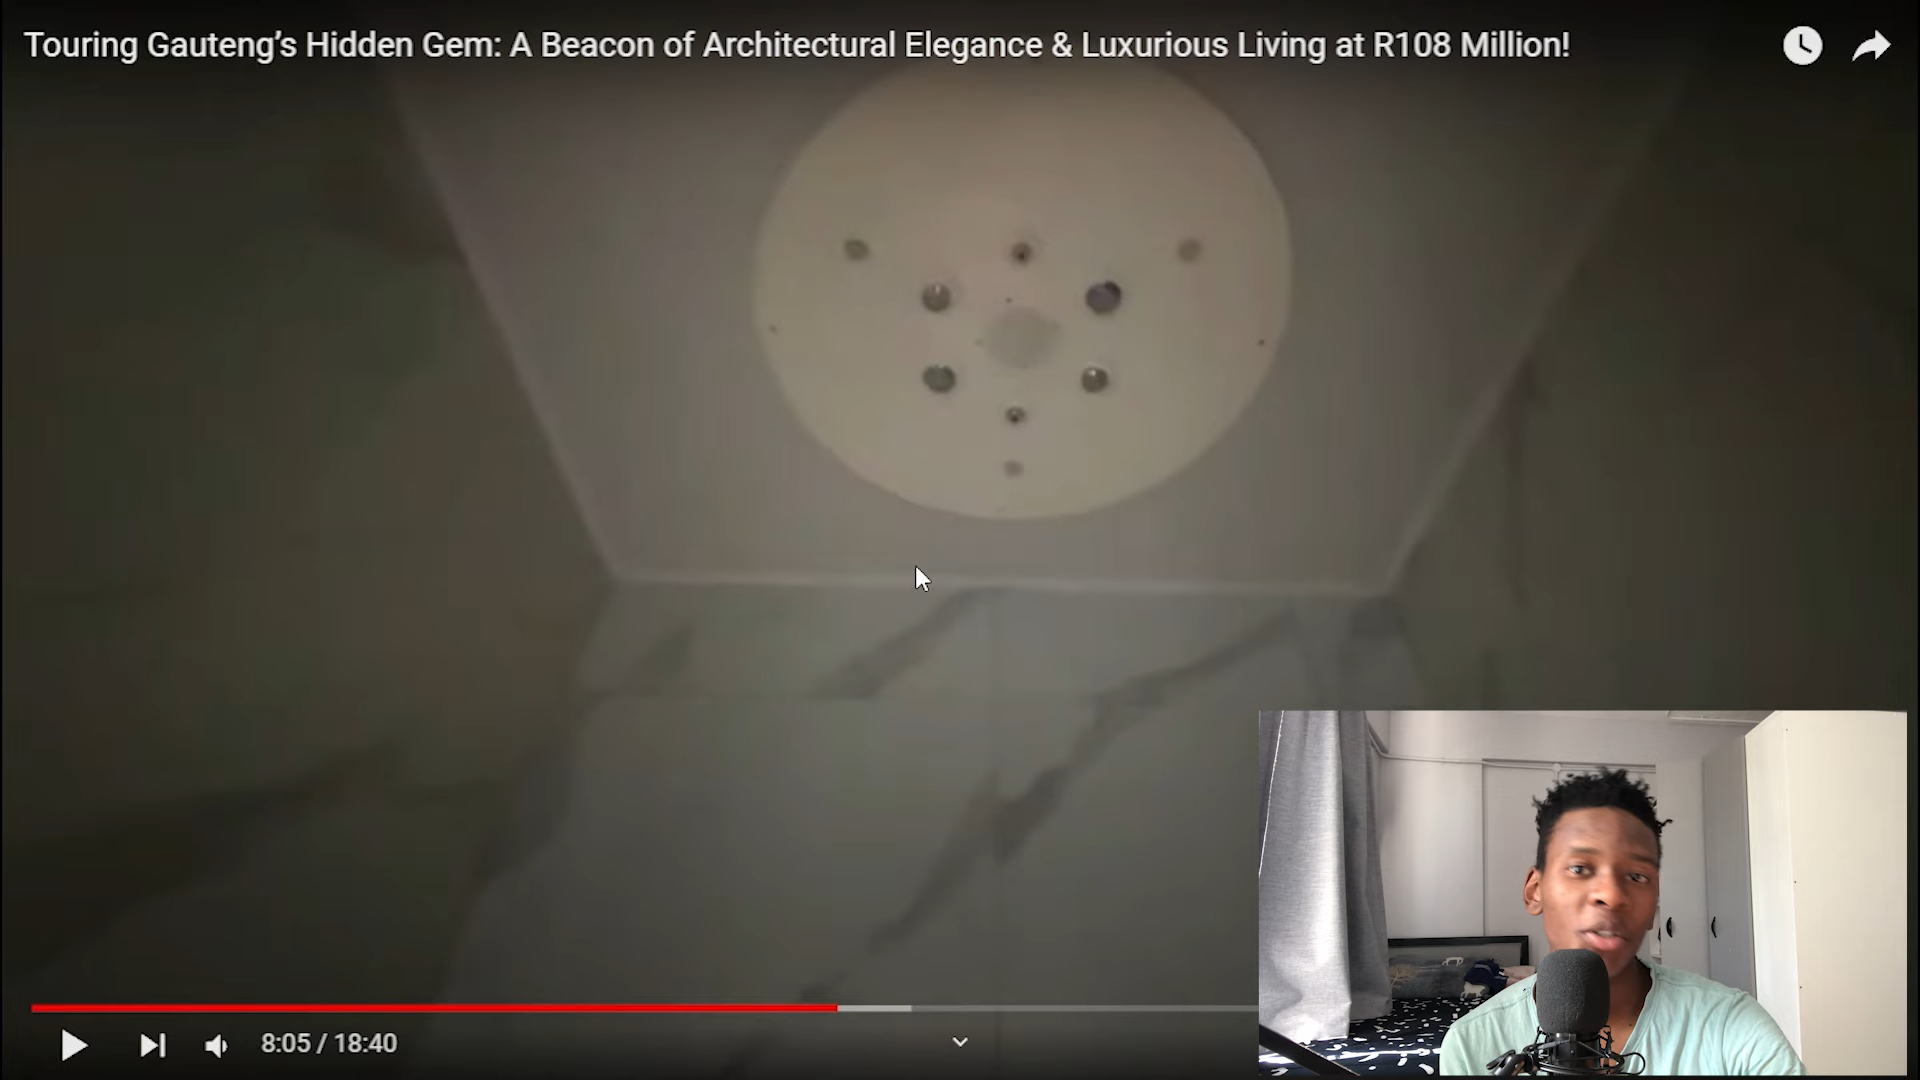 Touring Gauteng’s Hidden Gem: A Beacon of Architectural Elegance & Luxurious Living at R108 Million!
8:05 / 18:40